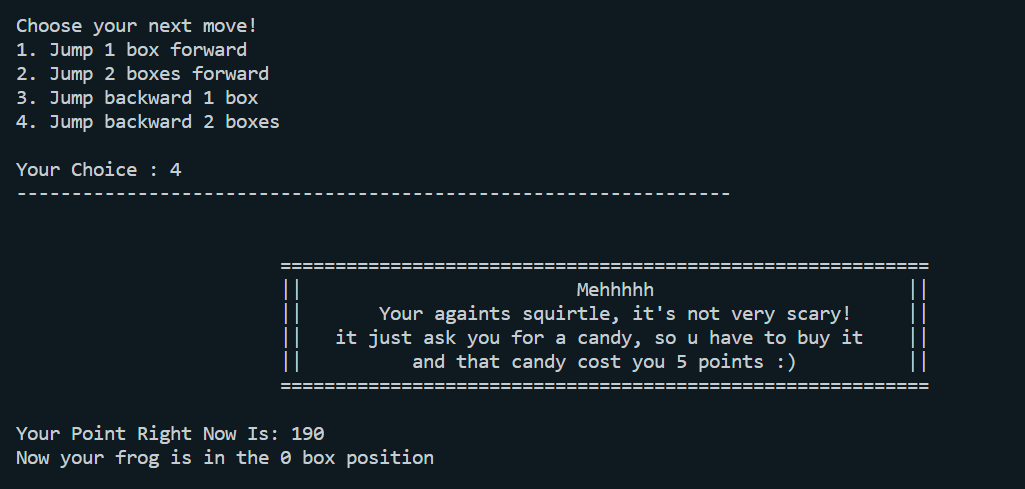 Choose your next move!
1. Jump 1 box forward
2. Jump 2 boxes forward
3. Jump backward 1 box
4. Jump backward 2 boxes
Your Choice : 4
-----------------------------------------------------------------
===========================================================
|| Mehhhhh ||
|| Your againts squirtle, it's not very scary! ||
|| it just ask you for a candy, so u have to buy it ||
|| and that candy cost you 5 points :) ||
===========================================================
Your Point Right Now Is: 190
Now your frog is in the 0 box position